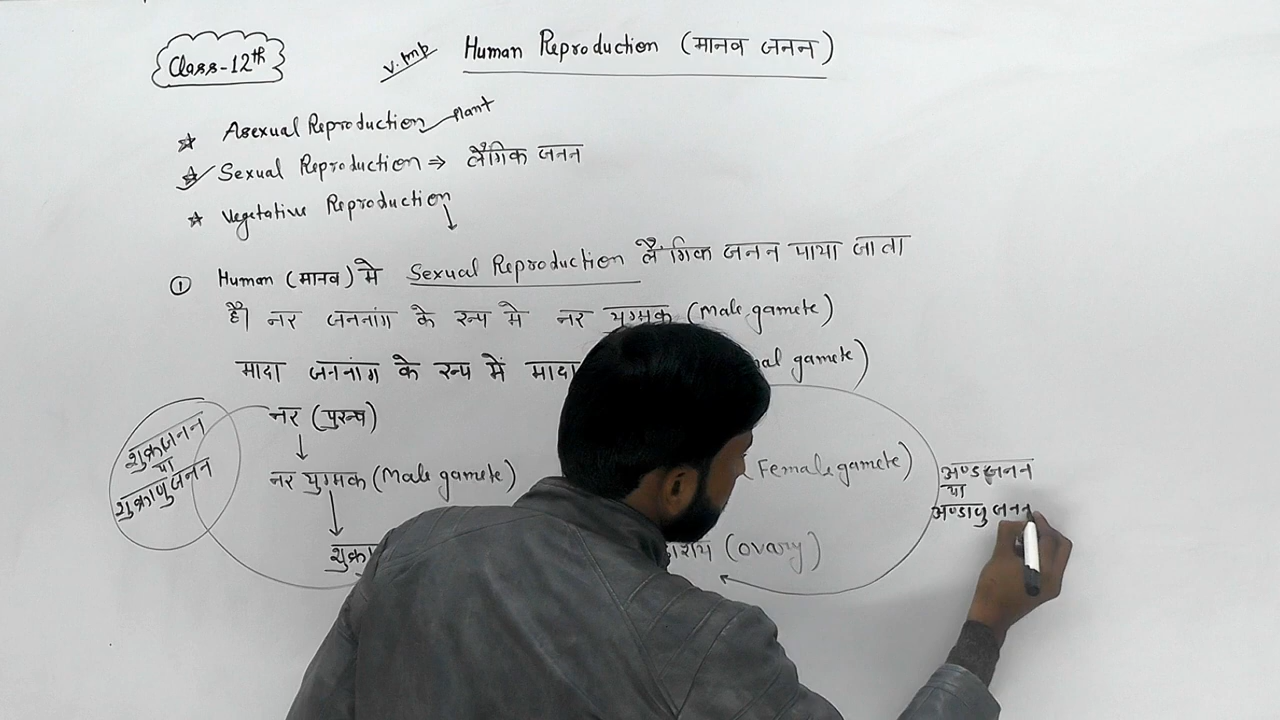 Class-12th
V. Imp Human Reproduction (मानव जनन)
Asexual Reproduction Plant
Sexual Reproduction ⇒ लैंगिक जनन
Vegetative Reproduction
① Human (मानव) मे Sexual Reproduction लैंगिक जनन पाया जाता
है। नर जननांग के रूप मे नर युग्मक (Male gamete)
मादा जननांग के रूप में मादा gamete)
नर (पुरूष)
नर युग्मक (Male gamete)
शुक्रजनन
या
शुक्राणुजनन
(Female gamete)
(Ovary)
अण्डजनन
या
अण्डाणुजनन